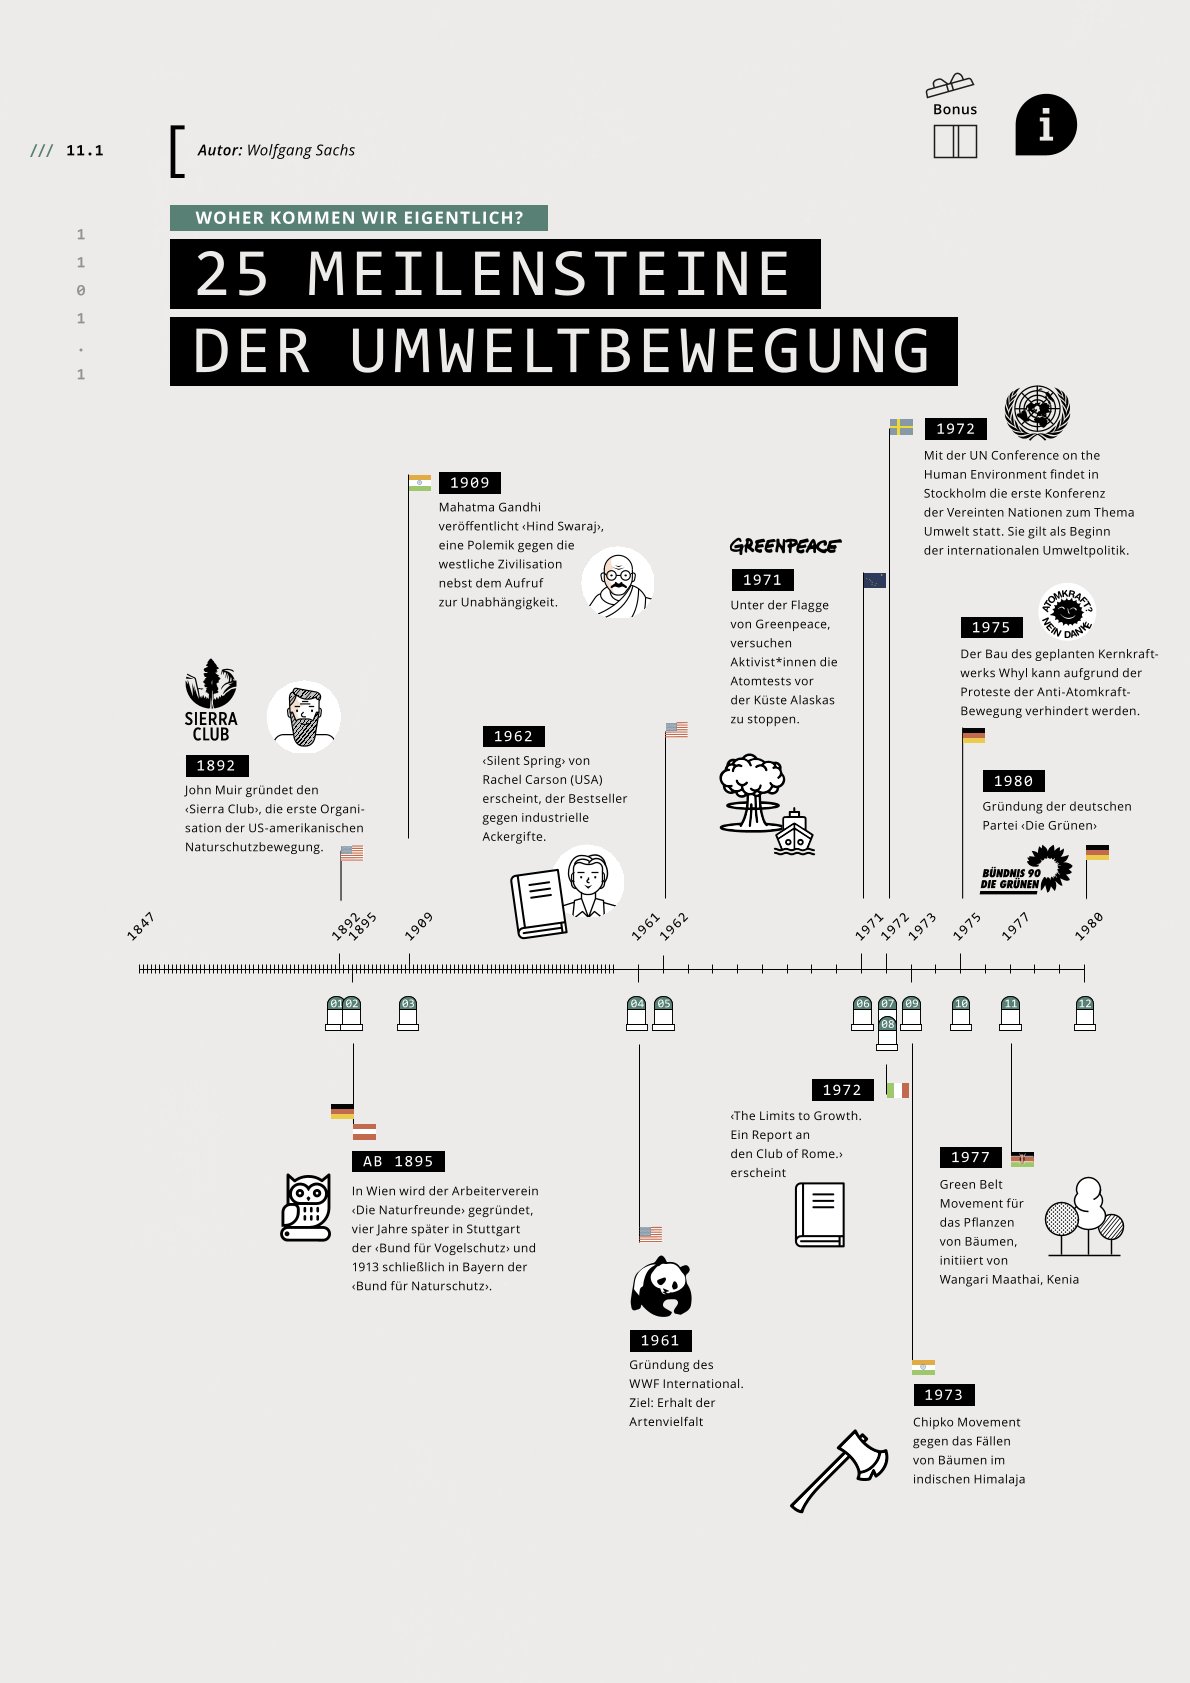 Bonus
i
/// 11.1
Autor: Wolfgang Sachs
WOHER KOMMEN WIR EIGENTLICH?
1
1
0
1
.
1
25 MEILENSTEINE
DER UMWELTBEWEGUNG
1972
Mit der UN Conference on the
Human Environment findet in
Stockholm die erste Konferenz
der Vereinten Nationen zum Thema
Umwelt statt. Sie gilt als Beginn
der internationalen Umweltpolitik.
1909
Mahatma Gandhi
veröffentlicht ‹Hind Swaraj›,
eine Polemik gegen die
westliche Zivilisation
nebst dem Aufruf
zur Unabhängigkeit.
GREENPEACE
1971
Unter der Flagge
von Greenpeace,
versuchen
Aktivist*innen die
Atomtests vor
der Küste Alaskas
zu stoppen.
ATOMKRAFT?
NEIN DANKE
1975
Der Bau des geplanten Kernkraft-
werks Whyl kann aufgrund der
Proteste der Anti-Atomkraft-
Bewegung verhindert werden.
SIERRA
CLUB
1892
John Muir gründet den
‹Sierra Club›, die erste Organi-
sation der US-amerikanischen
Naturschutzbewegung.
1962
‹Silent Spring› von
Rachel Carson (USA)
erscheint, der Bestseller
gegen industrielle
Ackergifte.
1980
Gründung der deutschen
Partei ‹Die Grünen›
BÜNDNIS 90
DIE GRÜNEN
1847 1892 1895 1909 1961 1962 1971 1972 1973 1975 1977 1980
01 02 03 04 05 06 07 09 10 11 12
08
AB 1895
In Wien wird der Arbeiterverein
‹Die Naturfreunde› gegründet,
vier Jahre später in Stuttgart
der ‹Bund für Vogelschutz› und
1913 schließlich in Bayern der
‹Bund für Naturschutz›.
1972
‹The Limits to Growth.
Ein Report an
den Club of Rome.›
erscheint
1977
Green Belt
Movement für
das Pflanzen
von Bäumen,
initiiert von
Wangari Maathai, Kenia
1961
Gründung des
WWF International.
Ziel: Erhalt der
Artenvielfalt
1973
Chipko Movement
gegen das Fällen
von Bäumen im
indischen Himalaja